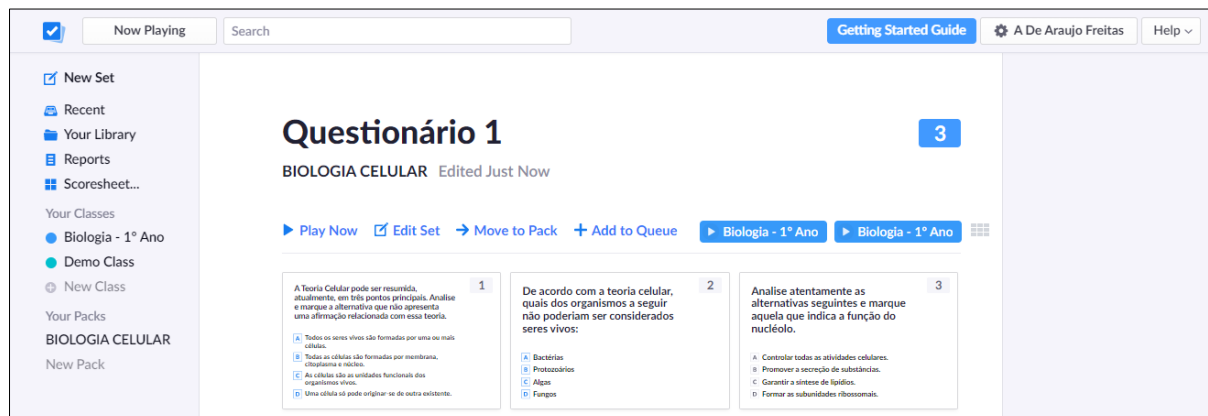 Now Playing
Search
Getting Started Guide
A De Araujo Freitas
Help
New Set
Recent
Your Library
Reports
Scoresheet...
Your Classes
Biologia - 1º Ano
Demo Class
New Class
Your Packs
BIOLOGIA CELULAR
New Pack
Questionário 1
3
BIOLOGIA CELULAR Edited Just Now
Play Now Edit Set Move to Pack Add to Queue Biologia - 1º Ano Biologia - 1º Ano
1
A Teoria Celular pode ser resumida,
atualmente, em três pontos principais. Analise
e marque a alternativa que não apresenta
uma afirmação relacionada com essa teoria.
A Todos os seres vivos são formadas por uma ou mais
células.
B Todas as células são formadas por membrana,
citoplasma e núcleo.
C As células são as unidades funcionais dos
organismos vivos.
D Uma célula só pode originar-se de outra existente.
2
De acordo com a teoria celular,
quais dos organismos a seguir
não poderiam ser considerados
seres vivos:
A Bactérias
B Protozoários
C Algas
D Fungos
3
Analise atentamente as
alternativas seguintes e marque
aquela que indica a função do
nucléolo.
A Controlar todas as atividades celulares.
B Promover a secreção de substâncias.
C Garantir a síntese de lipídios.
D Formar as subunidades ribossomais.